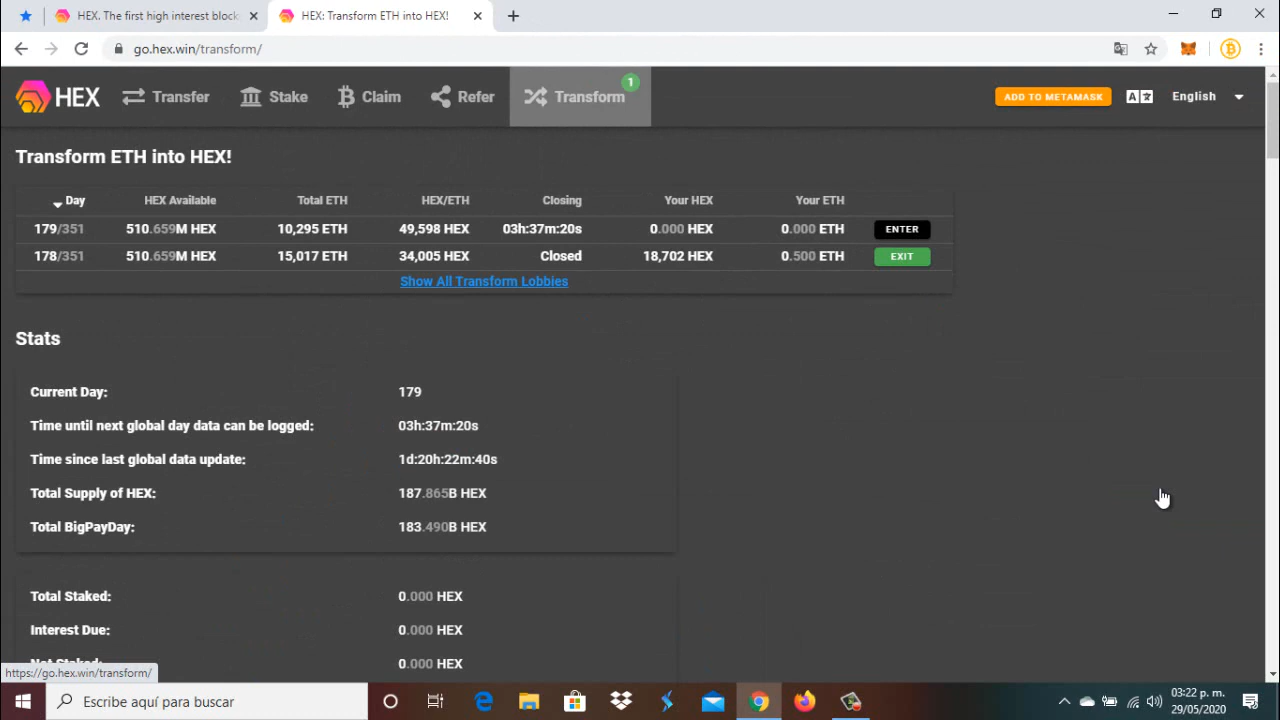 HEX. The first high interest block
HEX: Transform ETH into HEX!
go.hex.win/transform/
HEX
Transfer
Stake
Claim
Refer
Transform
1
ADD TO METAMASK
English
Transform ETH into HEX!
Day HEX Available Total ETH HEX/ETH Closing Your HEX Your ETH
179/351 510.659M HEX 10,295 ETH 49,598 HEX 03h:37m:20s 0.000 HEX 0.000 ETH ENTER
178/351 510.659M HEX 15,017 ETH 34,005 HEX Closed 18,702 HEX 0.500 ETH EXIT
Show All Transform Lobbies
Stats
Current Day: 179
Time until next global day data can be logged: 03h:37m:20s
Time since last global data update: 1d:20h:22m:40s
Total Supply of HEX: 187.865B HEX
Total BigPayDay: 183.490B HEX
Total Staked: 0.000 HEX
Interest Due: 0.000 HEX
Not Staked: 0.000 HEX
https://go.hex.win/transform/
Escribe aquí para buscar
03:22 p. m.
29/05/2020